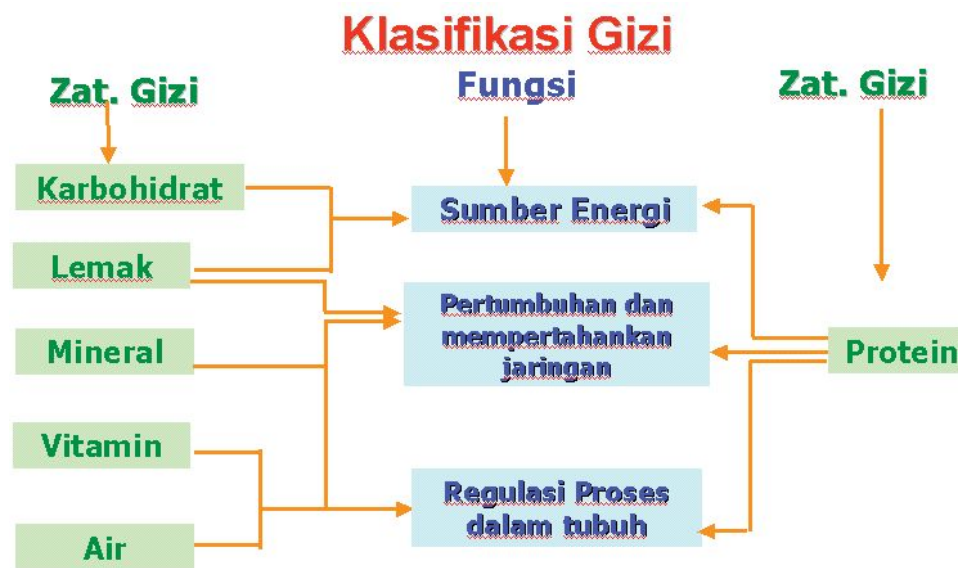 Klasifikasi Gizi
Zat. Gizi
Fungsi
Zat. Gizi
Karbohidrat
Lemak
Mineral
Vitamin
Air
Sumber Energi
Pertumbuhan dan
mempertahankan
jaringan
Regulasi Proses
dalam tubuh
Protein